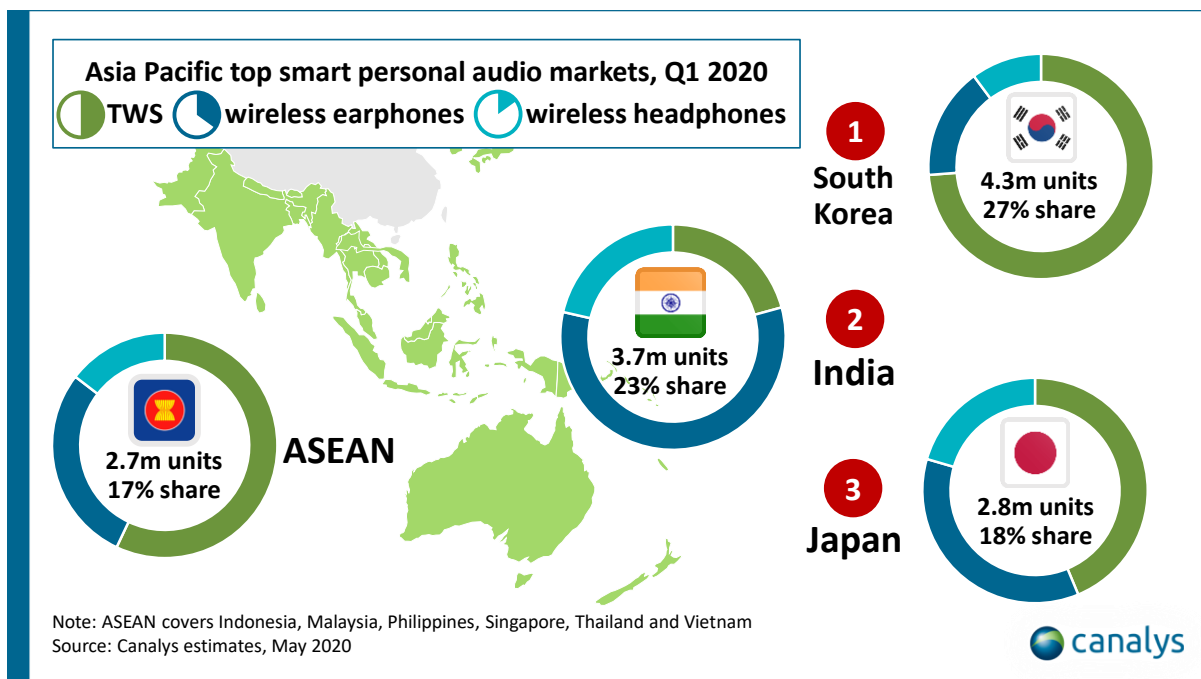 Asia Pacific top smart personal audio markets, Q1 2020
TWS
wireless earphones
wireless headphones
1
South
Korea
4.3m units
27% share
2
India
3.7m units
23% share
3
Japan
2.8m units
18% share
ASEAN
2.7m units
17% share
Note: ASEAN covers Indonesia, Malaysia, Philippines, Singapore, Thailand and Vietnam
Source: Canalys estimates, May 2020
canalys